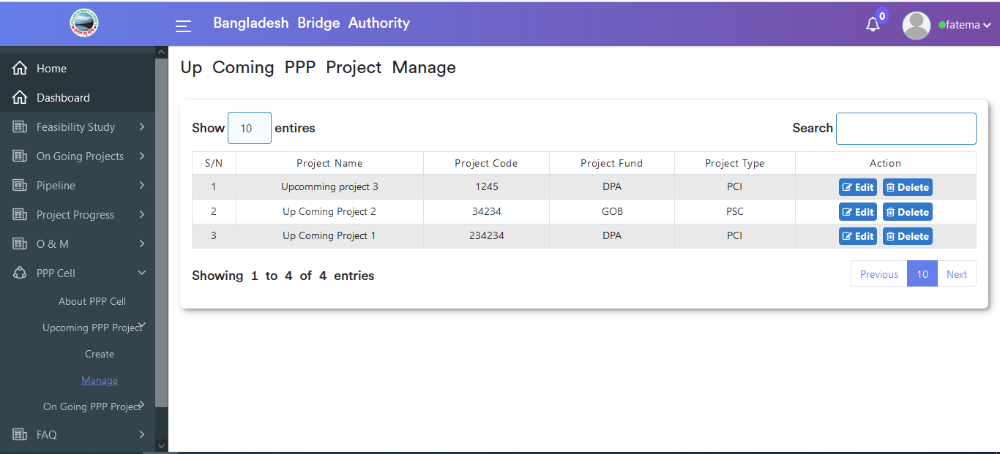 Bangladesh Bridge Authority
0
fatema
Home
Dashboard
Feasibility Study
On Going Projects
Pipeline
Project Progress
O & M
PPP Cell
About PPP Cell
Upcoming PPP Project
Create
Manage
On Going PPP Project
FAQ
Up Coming PPP Project Manage
Show 10 entires
Search
S/N Project Name Project Code Project Fund Project Type Action
1 Upcomming project 3 1245 DPA PCI Edit Delete
2 Up Coming Project 2 34234 GOB PSC Edit Delete
3 Up Coming Project 1 234234 DPA PCI Edit Delete
Showing 1 to 4 of 4 entries
Previous 10 Next